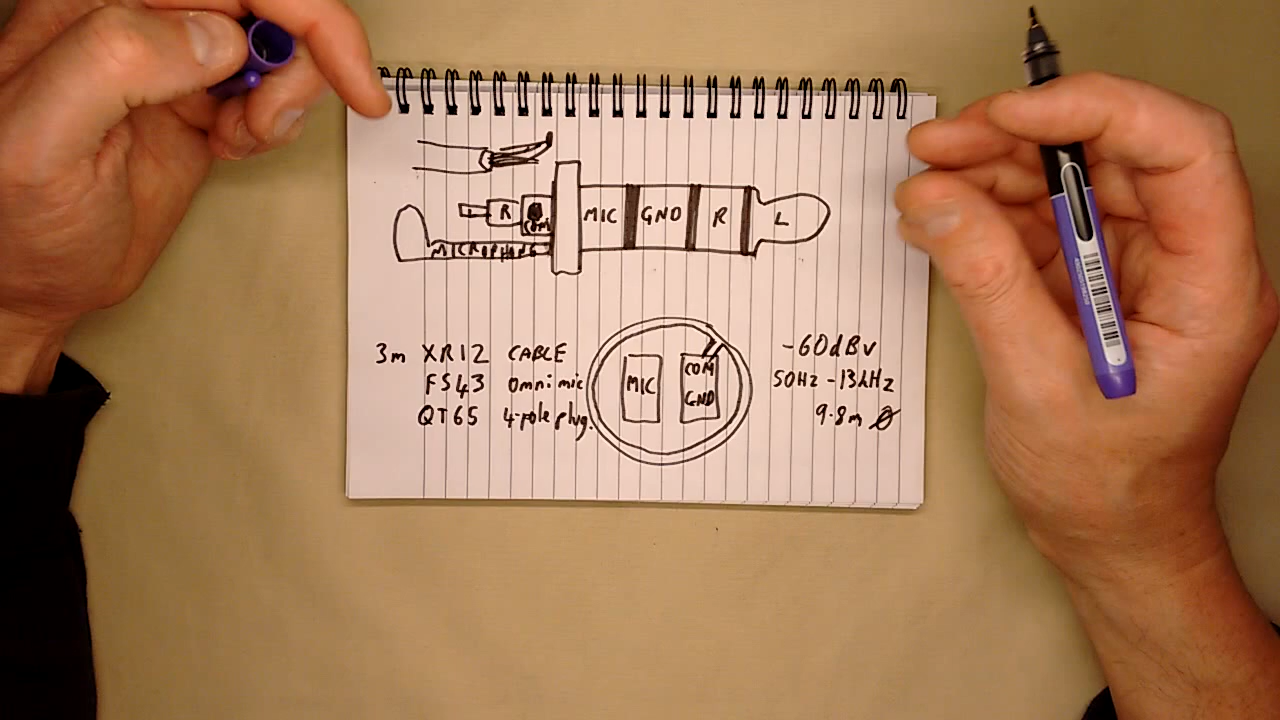 L R COM MIC GND R L
MICROPHONE
3m XR12 CABLE
FS43 Omni mic
QT65 4-pole plug.
MIC
COM
GND
-60dBv
50Hz-13kHz
9.8m Ø